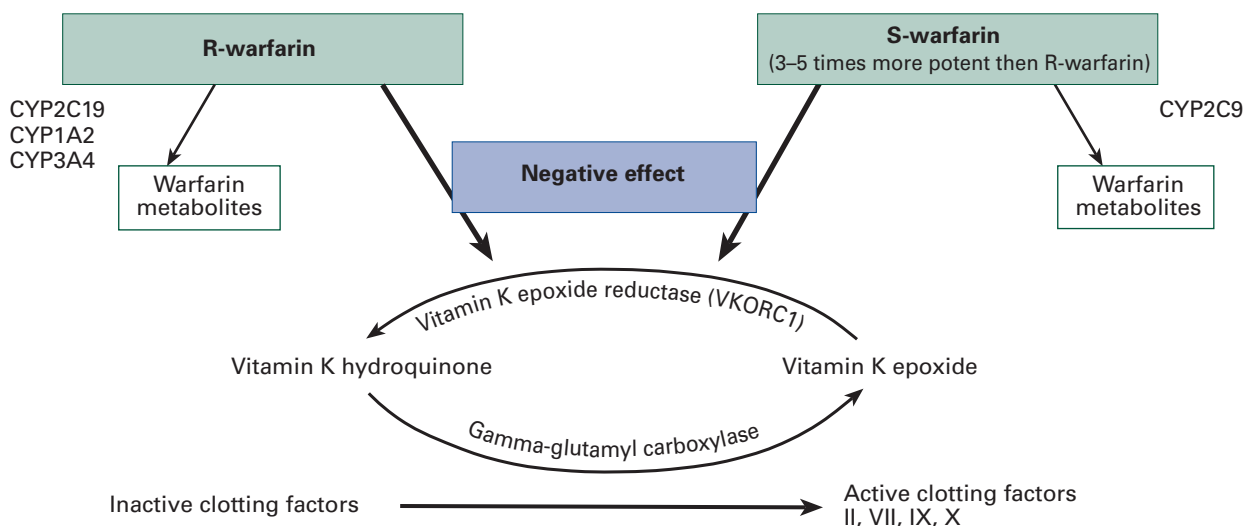 R-warfarin
S-warfarin
(3–5 times more potent then R-warfarin)
CYP2C19
CYP1A2
CYP3A4
CYP2C9
Negative effect
Warfarin
metabolites
Warfarin
metabolites
Vitamin K epoxide reductase (VKORC1)
Vitamin K hydroquinone
Vitamin K epoxide
Gamma-glutamyl carboxylase
Inactive clotting factors
Active clotting factors
II, VII, IX, X